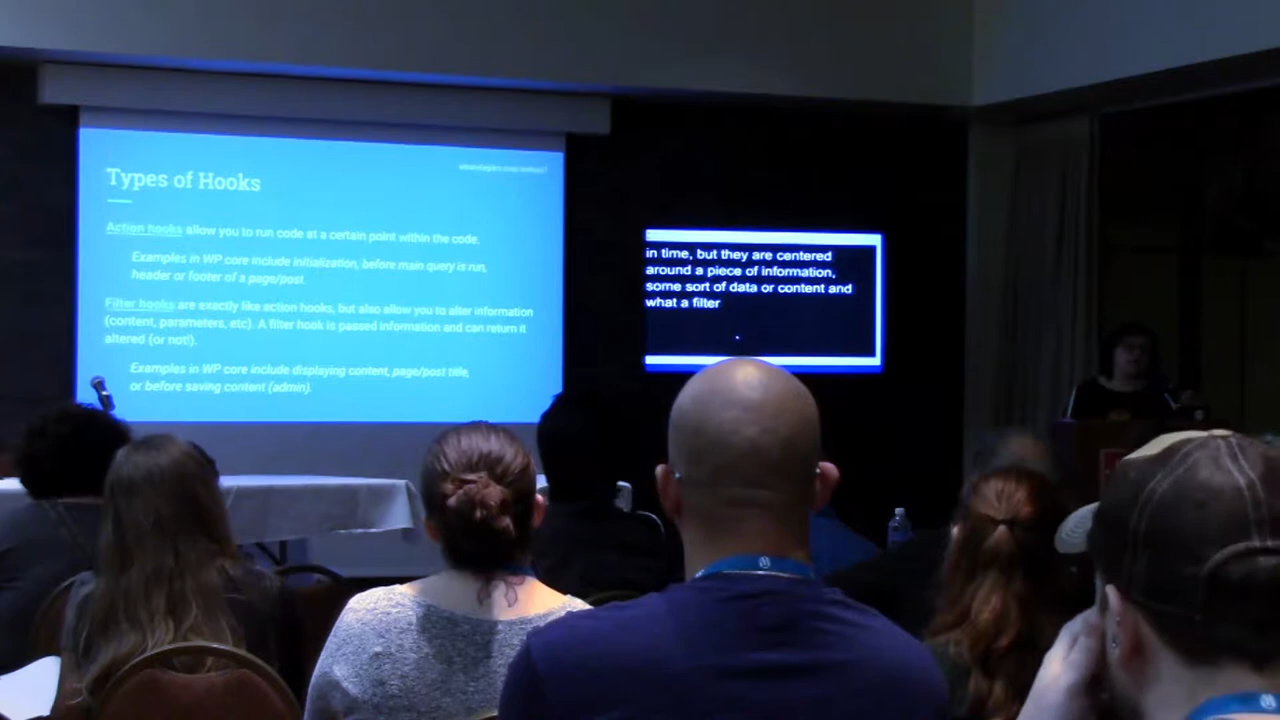 Types of Hooks
Action hooks allow you to run code at a certain point within the code.
Examples in WP core include initialization, before main query is run,
header or footer of a page/post.
Filter hooks are exactly like action hooks, but also allow you to alter information
(content, parameters, etc). A filter hook is passed information and can return it
altered (or not!).
Examples in WP core include displaying content, page/post title,
or before saving content (admin).
in time, but they are centered
around a piece of information,
some sort of data or content and
what a filter